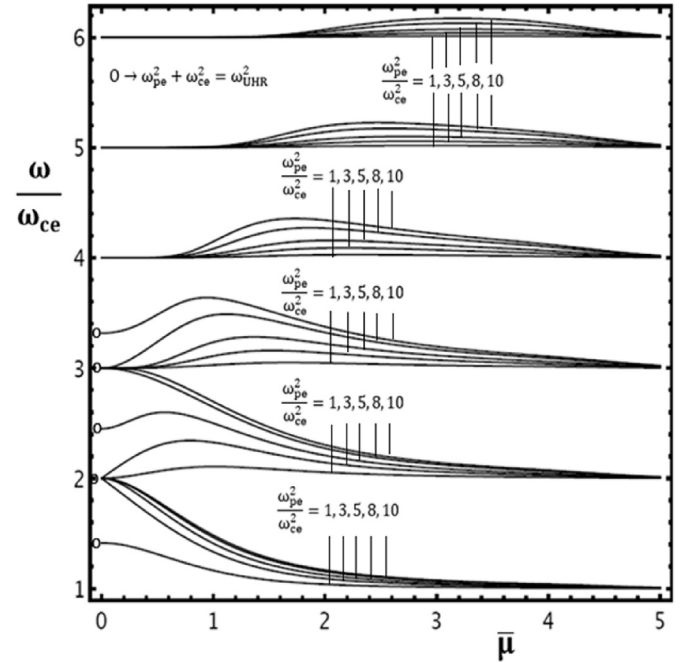 6
O → ω²pe + ω²ce = ω²UHR
ω²pe/ω²ce = 1, 3, 5, 8, 10
5
ω²pe/ω²ce = 1, 3, 5, 8, 10
ω/ωce
4
ω²pe/ω²ce = 1, 3, 5, 8, 10
o
3
o
ω²pe/ω²ce = 1, 3, 5, 8, 10
o
2
o
ω²pe/ω²ce = 1, 3, 5, 8, 10
o
1
0 1 2 3 4 5
μ̄